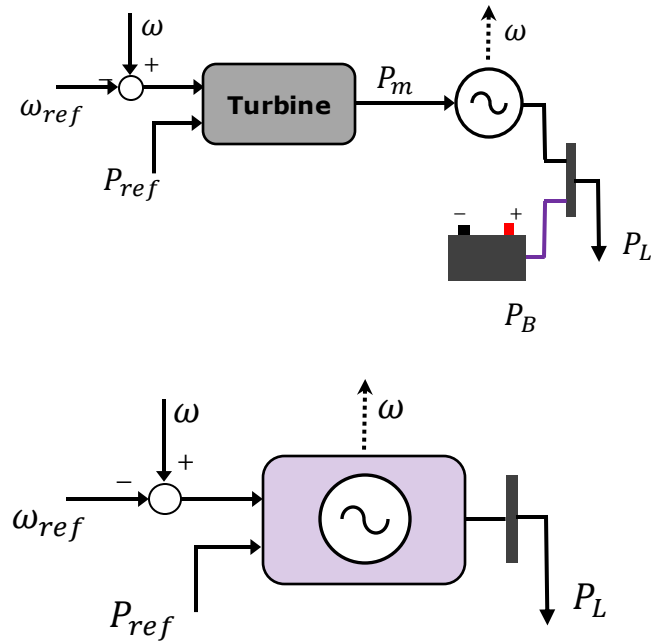 ω
ω
− +
ω_ref
Turbine
P_m
P_ref
− +
P_L
P_B
ω
ω
− +
ω_ref
P_ref
P_L